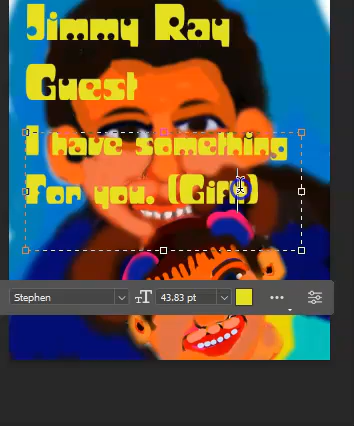 Jimmy Ray
Guest
I have something
For you. (Gift)
Stephen 43.83 pt